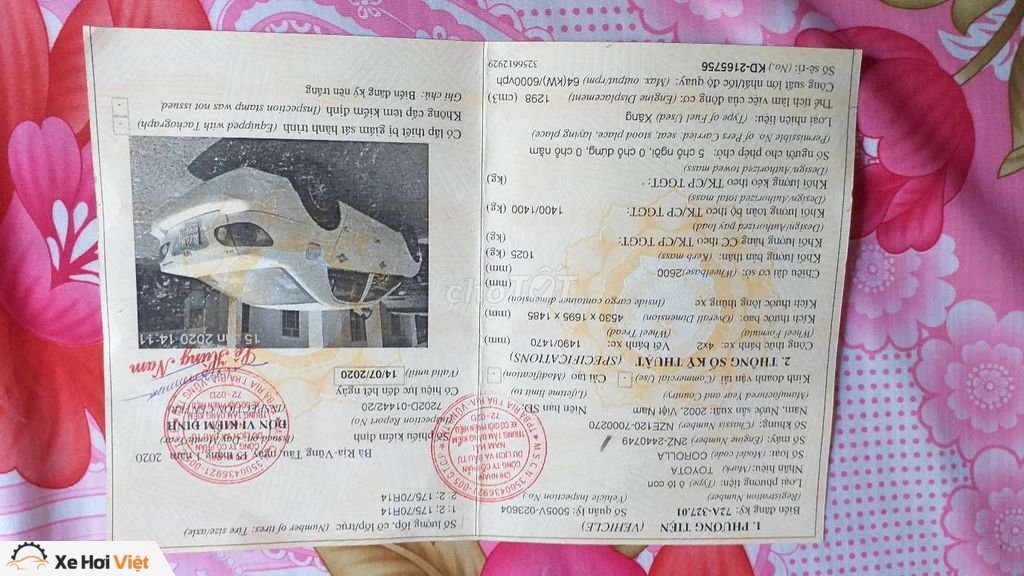 1. PHƯƠNG TIỆN (VEHICLE)
Biển đăng ký: 72A-327.01 Số quản lý: 5005V-023604
(Registration Number) (Vehicle Inspection No.)
Loại phương tiện: (Type) Ô tô con
Nhãn hiệu: (Mark) TOYOTA
Số loại: (Model code) COROLLA
Số máy: (Engine Number) 2NZ-2440749
Số khung: (Chassis Number) NZE120-7000270
Năm, Nước sản xuất: 2002, Việt Nam Niên hạn SD:
(Manufactured Year and Country) (Lifetime limit to)
Kinh doanh vận tải (Commercial Use) - Cải tạo (Modification) -
2. THÔNG SỐ KỸ THUẬT (SPECIFICATIONS)
Công thức bánh xe: 4x2 Vết bánh xe: 1490/1470 (mm)
(Wheel Formula) (Wheel Tread)
Kích thước bao: (Overall Dimension) 4530 x 1695 x 1485 (mm)
Kích thước lòng thùng xe (Inside cargo container dimension) (mm)
Chiều dài cơ sở: (Wheelbase) 2600 (mm)
Khối lượng bản thân: (Kerb mass) 1025 (kg)
Khối lượng hàng CC theo TK/CP TGGT: (kg)
(Design/Authorized pay load)
Khối lượng toàn bộ theo TK/CP TGGT: 1400/1400 (kg)
(Design/Authorized total mass)
Khối lượng kéo theo TK/CP TGGT: (kg)
(Design/Authorized towed mass)
Số người cho phép chở: 5 chỗ ngồi, 0 chỗ đứng, 0 chỗ nằm
(Permissible No. of Pers Carried: seat, stood place, laying place)
Loại nhiên liệu: (Type of Fuel Used) Xăng
Thể tích làm việc của động cơ: (Engine Displacement) 1298 (cm3)
Công suất lớn nhất/tốc độ quay: (Max. output/rpm) 64(kW)/6000vph
Số sê-ri: (No.) KD-2165756 3256612929
Số lượng lốp, cỡ lốp/trục (Number of tires; Tire size/axle)
1: 2; 175/70R14
2: 2; 175/70R14
Số phiếu kiểm định
(Inspection Report No)
7202D-01442/20
Có hiệu lực đến hết ngày
(Valid until) 14/07/2020
Bà Rịa-Vũng Tàu, ngày 15 tháng 1 năm 2020
(Issued on: Day/Month/Year)
ĐƠN VỊ KIỂM ĐỊNH
(INSPECTION CENTER)
Lê Hưng Nam
15 Jan 2020 14:11
Có lắp thiết bị giám sát hành trình (Equipped with Tachograph) -
Không cấp tem kiểm định (Inspection stamp was not issued) -
Ghi chú: Biển đăng ký nền trắng
chợTỐT
Xe Hơi Việt